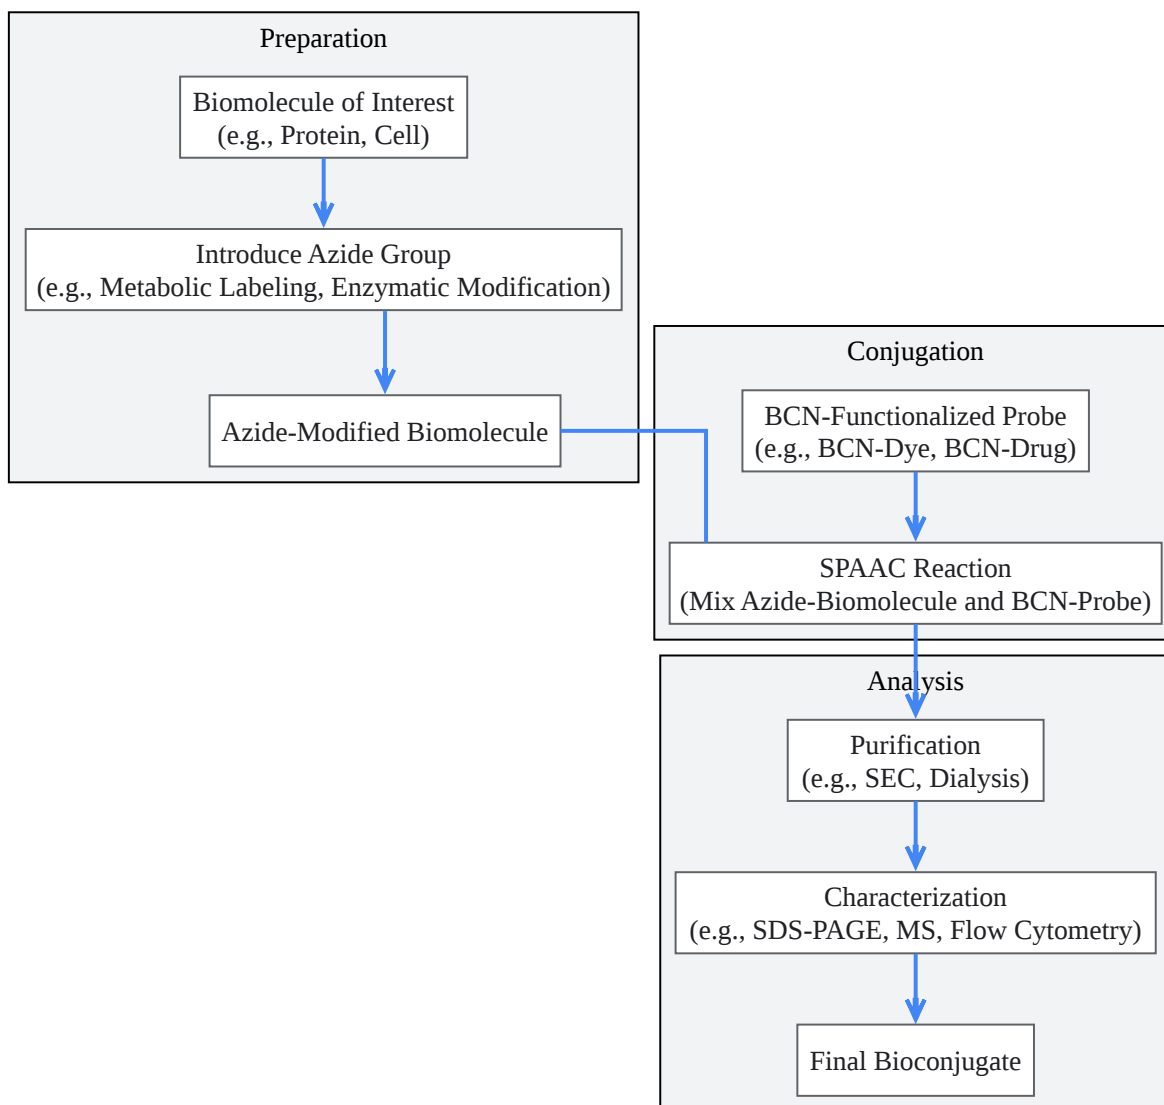 Preparation
Biomolecule of Interest
(e.g., Protein, Cell)
Introduce Azide Group
(e.g., Metabolic Labeling, Enzymatic Modification)
Azide-Modified Biomolecule
Conjugation
BCN-Functionalized Probe
(e.g., BCN-Dye, BCN-Drug)
SPAAC Reaction
(Mix Azide-Biomolecule and BCN-Probe)
Analysis
Purification
(e.g., SEC, Dialysis)
Characterization
(e.g., SDS-PAGE, MS, Flow Cytometry)
Final Bioconjugate